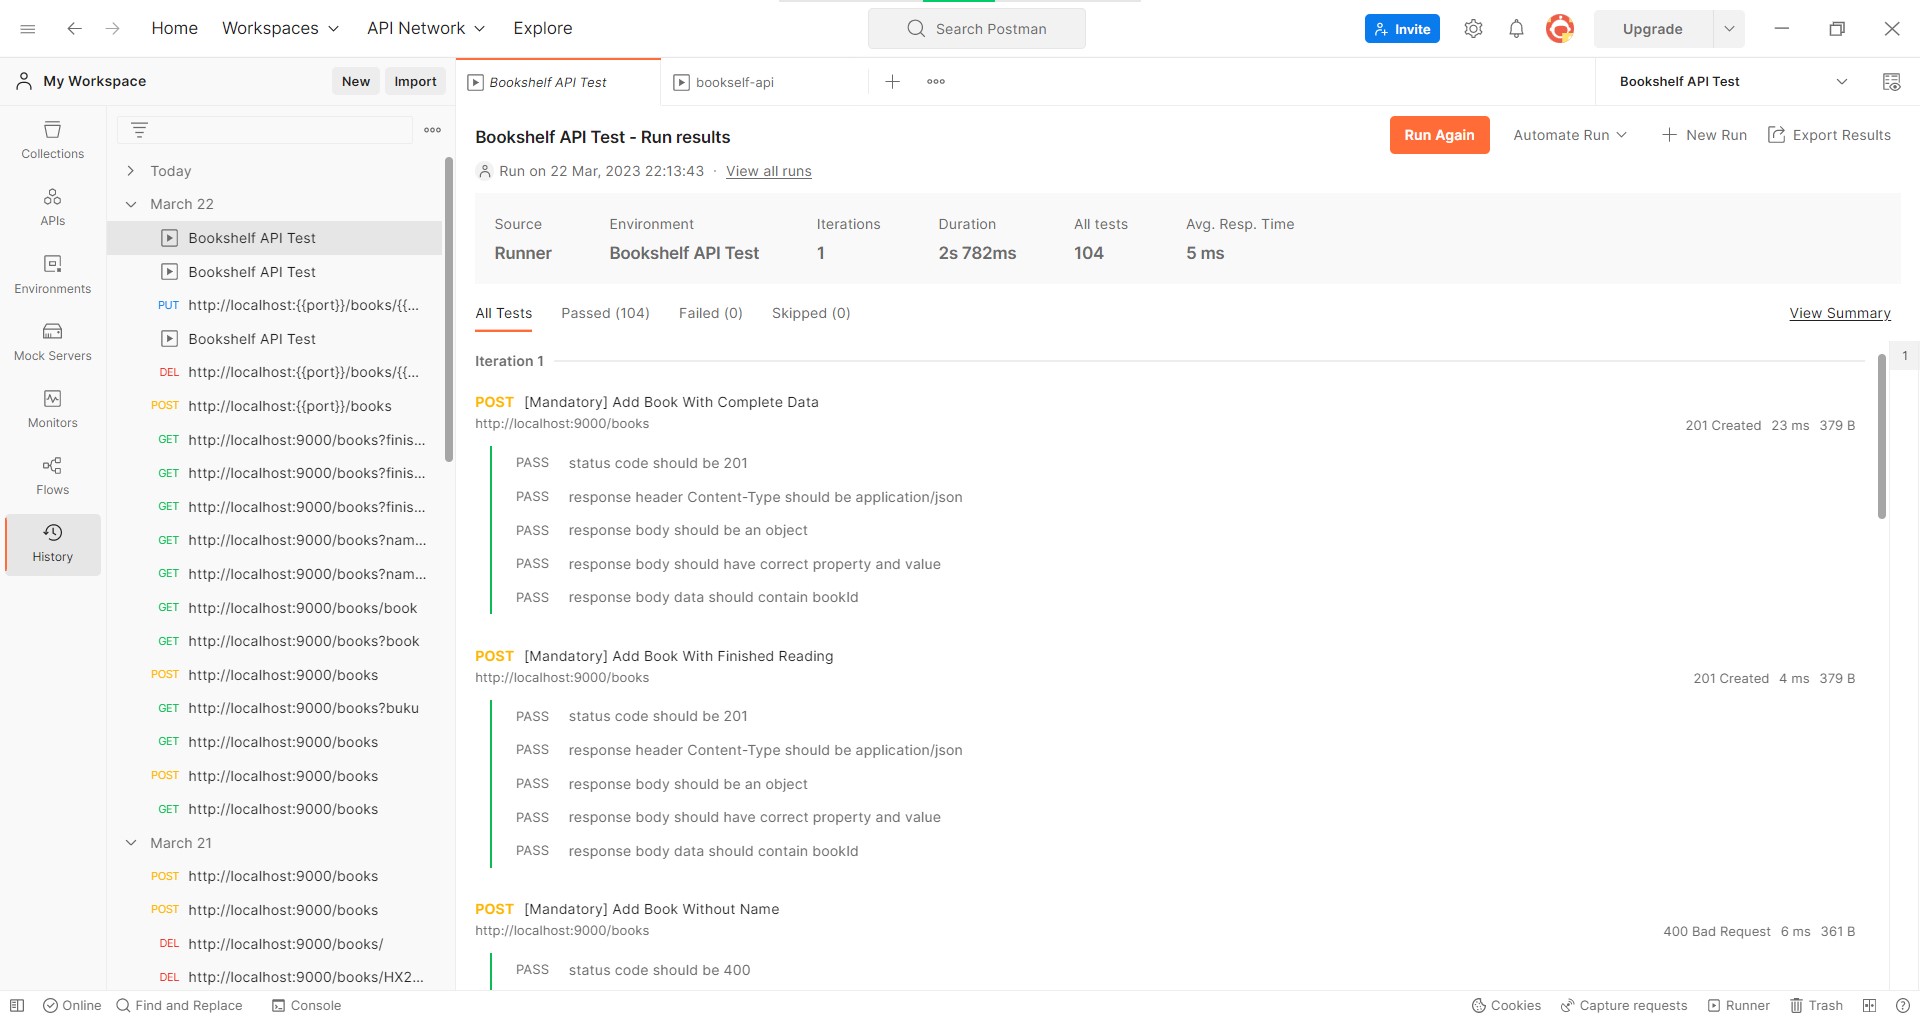 Home Workspaces API Network Explore Search Postman Invite Upgrade
My Workspace New Import Bookshelf API Test bookself-api Bookshelf API Test
Collections
APIs
Environments
Mock Servers
Monitors
Flows
History
Today
March 22
Bookshelf API Test
Bookshelf API Test
PUT http://localhost:{{port}}/books/{{...
Bookshelf API Test
DEL http://localhost:{{port}}/books/{{...
POST http://localhost:{{port}}/books
GET http://localhost:9000/books?finis...
GET http://localhost:9000/books?finis...
GET http://localhost:9000/books?finis...
GET http://localhost:9000/books?nam...
GET http://localhost:9000/books?nam...
GET http://localhost:9000/books/book
GET http://localhost:9000/books?book
POST http://localhost:9000/books
GET http://localhost:9000/books?buku
GET http://localhost:9000/books
POST http://localhost:9000/books
GET http://localhost:9000/books
March 21
POST http://localhost:9000/books
POST http://localhost:9000/books
DEL http://localhost:9000/books/
DEL http://localhost:9000/books/HX2...
Bookshelf API Test - Run results
Run Again Automate Run New Run Export Results
Run on 22 Mar, 2023 22:13:43 · View all runs
Source Environment Iterations Duration All tests Avg. Resp. Time
Runner Bookshelf API Test 1 2s 782ms 104 5 ms
All Tests Passed (104) Failed (0) Skipped (0) View Summary
Iteration 1
1
POST [Mandatory] Add Book With Complete Data
http://localhost:9000/books
201 Created 23 ms 379 B
PASS status code should be 201
PASS response header Content-Type should be application/json
PASS response body should be an object
PASS response body should have correct property and value
PASS response body data should contain bookId
POST [Mandatory] Add Book With Finished Reading
http://localhost:9000/books
201 Created 4 ms 379 B
PASS status code should be 201
PASS response header Content-Type should be application/json
PASS response body should be an object
PASS response body should have correct property and value
PASS response body data should contain bookId
POST [Mandatory] Add Book Without Name
http://localhost:9000/books
400 Bad Request 6 ms 361 B
PASS status code should be 400
Online Find and Replace Console Cookies Capture requests Runner Trash